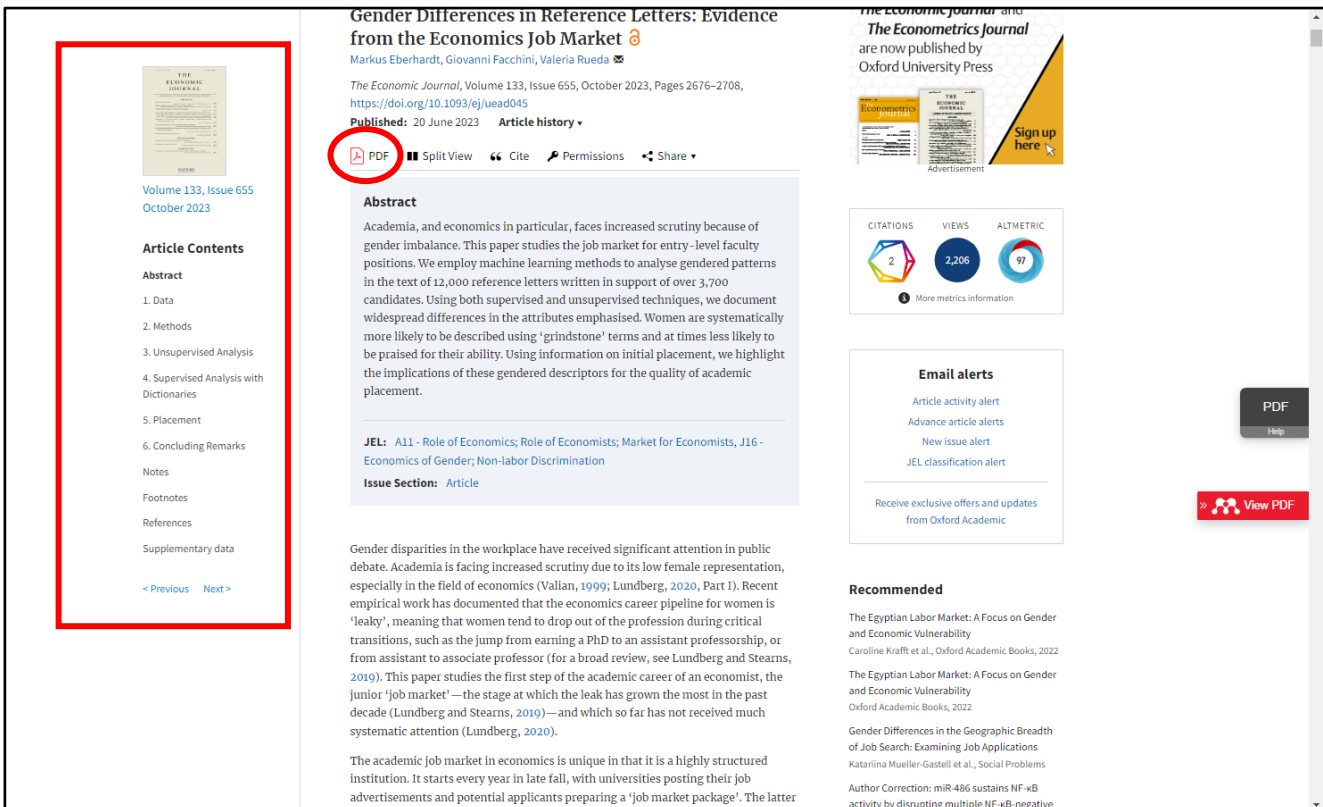 THE
ECONOMIC
JOURNAL
Volume 133, Issue 655
October 2023
Article Contents
Abstract
1. Data
2. Methods
3. Unsupervised Analysis
4. Supervised Analysis with
Dictionaries
5. Placement
6. Concluding Remarks
Notes
Footnotes
References
Supplementary data
< Previous Next >
Gender Differences in Reference Letters: Evidence
from the Economics Job Market
Markus Eberhardt, Giovanni Facchini, Valeria Rueda
The Economic Journal, Volume 133, Issue 655, October 2023, Pages 2676–2708,
https://doi.org/10.1093/ej/uead045
Published: 20 June 2023 Article history
PDF Split View Cite Permissions Share
Abstract
Academia, and economics in particular, faces increased scrutiny because of
gender imbalance. This paper studies the job market for entry-level faculty
positions. We employ machine learning methods to analyse gendered patterns
in the text of 12,000 reference letters written in support of over 3,700
candidates. Using both supervised and unsupervised techniques, we document
widespread differences in the attributes emphasised. Women are systematically
more likely to be described using ‘grindstone’ terms and at times less likely to
be praised for their ability. Using information on initial placement, we highlight
the implications of these gendered descriptors for the quality of academic
placement.
JEL: A11 - Role of Economics; Role of Economists; Market for Economists, J16 -
Economics of Gender; Non-labor Discrimination
Issue Section: Article
Gender disparities in the workplace have received significant attention in public
debate. Academia is facing increased scrutiny due to its low female representation,
especially in the field of economics (Valian, 1999; Lundberg, 2020, Part I). Recent
empirical work has documented that the economics career pipeline for women is
‘leaky’, meaning that women tend to drop out of the profession during critical
transitions, such as the jump from earning a PhD to an assistant professorship, or
from assistant to associate professor (for a broad review, see Lundberg and Stearns,
2019). This paper studies the first step of the academic career of an economist, the
junior ‘job market’—the stage at which the leak has grown the most in the past
decade (Lundberg and Stearns, 2019)—and which so far has not received much
systematic attention (Lundberg, 2020).
The academic job market in economics is unique in that it is a highly structured
institution. It starts every year in late fall, with universities posting their job
advertisements and potential applicants preparing a ‘job market package’. The latter
The Economic Journal and
The Econometrics Journal
are now published by
Oxford University Press
Econometrics
Journal
THE
ECONOMIC
JOURNAL
Sign up
here
Advertisement
CITATIONS VIEWS ALTMETRIC
2 2,206 97
More metrics information
Email alerts
Article activity alert
Advance article alerts
New issue alert
JEL classification alert
Receive exclusive offers and updates
from Oxford Academic
Recommended
The Egyptian Labor Market: A Focus on Gender
and Economic Vulnerability
Caroline Krafft et al., Oxford Academic Books, 2022
The Egyptian Labor Market: A Focus on Gender
and Economic Vulnerability
Oxford Academic Books, 2022
Gender Differences in the Geographic Breadth
of Job Search: Examining Job Applications
Katariina Mueller-Gastell et al., Social Problems
Author Correction: miR-486 sustains NF-κB
activity by disrupting multiple NF-κB-negative
PDF
Help
» View PDF